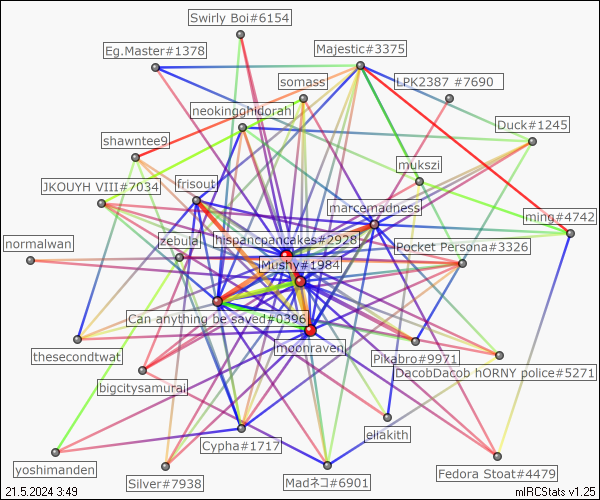 Swirly Boi#6154
Eg.Master#1378
Majestic#3375
somass
LPK2387 #7690
neokingghidorah
Duck#1245
shawntee9
mukszi
JKOUYH VIII#7034
frisout
marcemadness
ming#4742
normalwan
zebula
hispancpancakes#2928
Pocket Persona#3326
Mushy#1984
Can anything be saved#0396
thesecondtwat
moonraven
Pikabro#9971
DacobDacob hORNY police#5271
bigcitysamurai
eliakith
Cypha#1717
yoshimanden
Silver#7938
Madネコ#6901
Fedora Stoat#4479
21.5.2024 3:49
mIRCStats v1.25